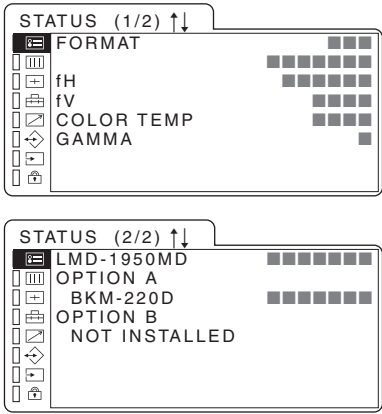 STATUS (1/2) ↑↓
FORMAT ■■■
■■■■■■■
fH ■■■■■■
fV ■■■■
COLOR TEMP ■■■■
GAMMA ■
STATUS (2/2) ↑↓
LMD-1950MD ■■■■■■■
OPTION A
BKM-220D ■■■■■■■
OPTION B
NOT INSTALLED